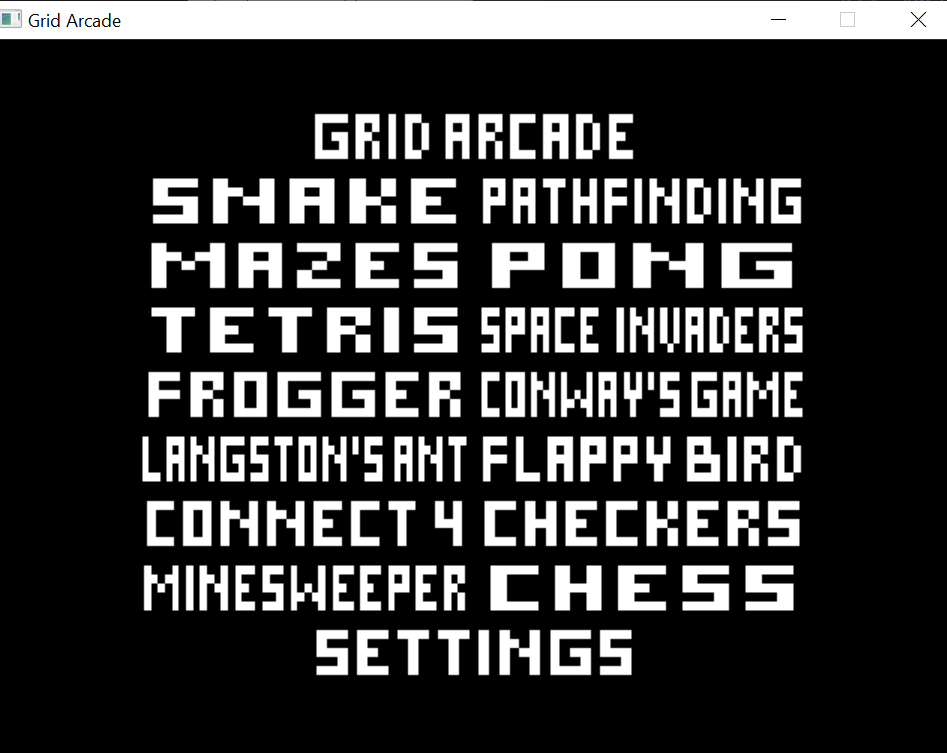 Grid Arcade
GRID ARCADE
SNAKE PATHFINDING
MAZES PONG
TETRIS SPACE INVADERS
FROGGER CONWAY'S GAME
LANGSTON'S ANT FLAPPY BIRD
CONNECT 4 CHECKERS
MINESWEEPER CHESS
SETTINGS